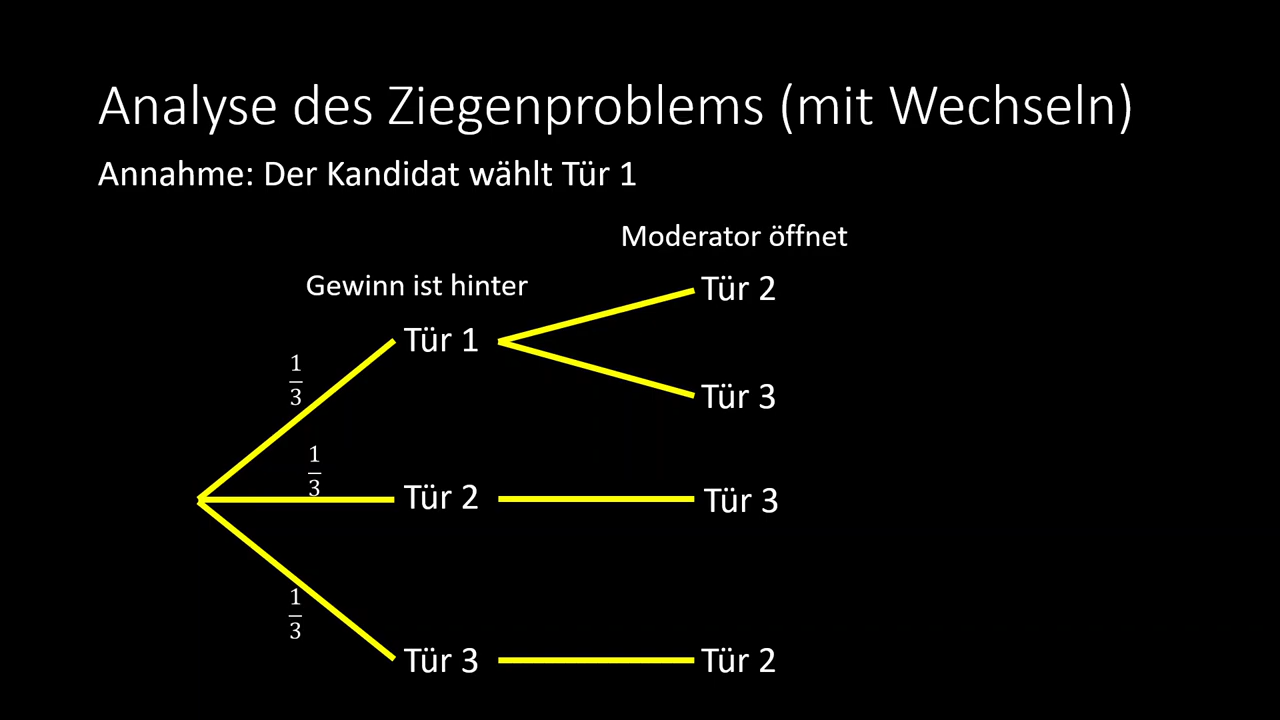 Analyse des Ziegenproblems (mit Wechseln)
Annahme: Der Kandidat wählt Tür 1
Moderator öffnet
Gewinn ist hinter
Tür 2
Tür 1
1
3
Tür 3
1
3
Tür 2
Tür 3
1
3
Tür 3
Tür 2